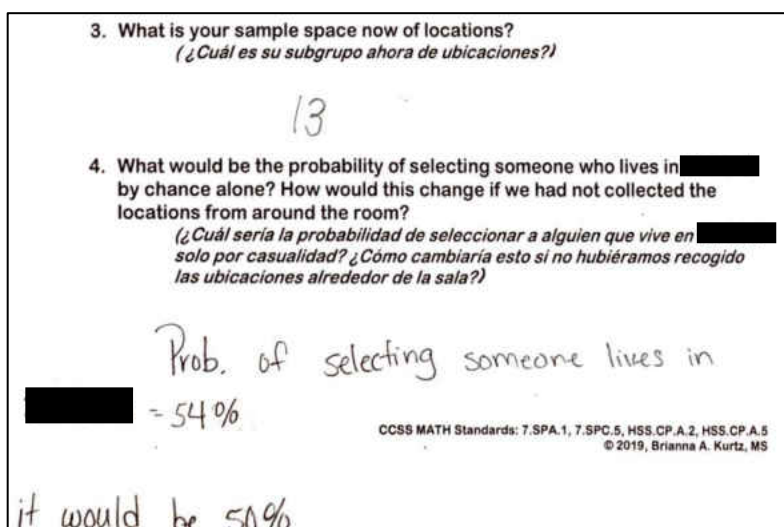 3. What is your sample space now of locations?
(¿Cuál es su subgrupo ahora de ubicaciones?)
13
4. What would be the probability of selecting someone who lives in
by chance alone? How would this change if we had not collected the
locations from around the room?
(¿Cuál sería la probabilidad de seleccionar a alguien que vive en
solo por casualidad? ¿Cómo cambiaría esto si no hubiéramos recogido
las ubicaciones alrededor de la sala?)
Prob. of selecting someone lives in
= 54%
CCSS MATH Standards: 7.SPA.1, 7.SPC.5, HSS.CP.A.2, HSS.CP.A.5
© 2019, Brianna A. Kurtz, MS
it would be 50%